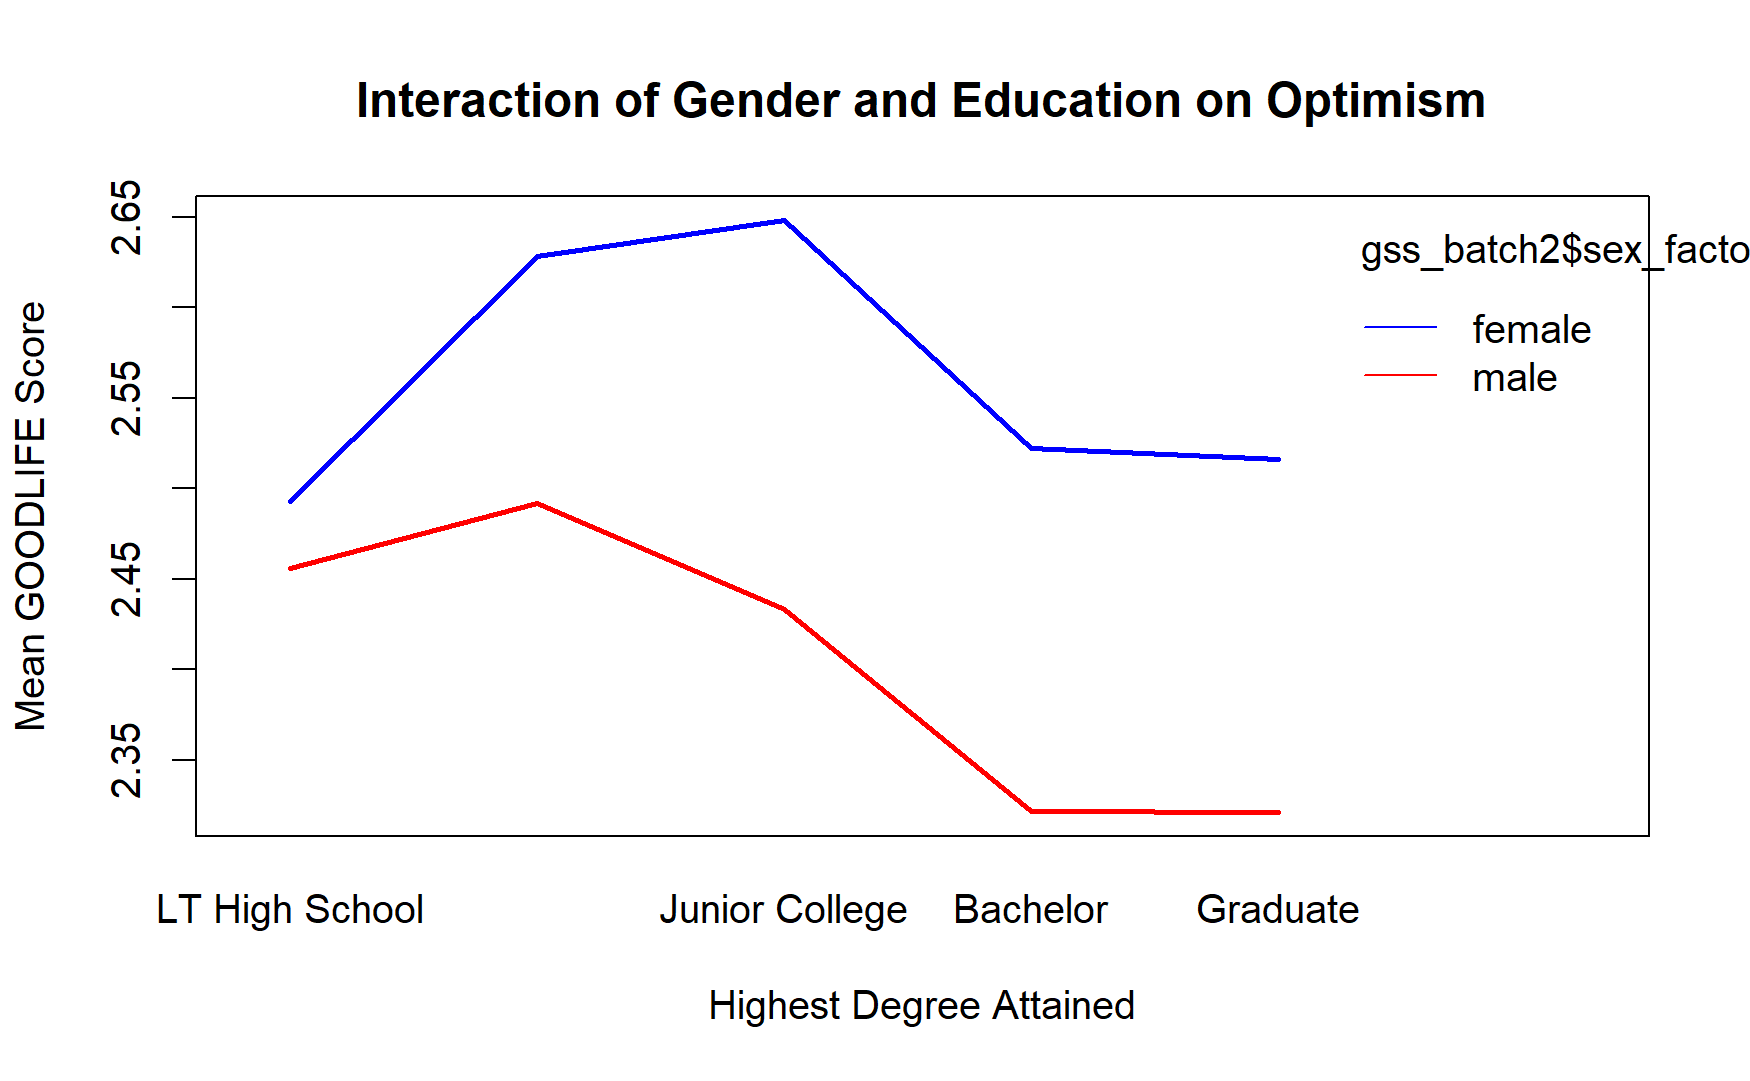 Interaction of Gender and Education on Optimism
Mean GOODLIFE Score
2.65
2.55
2.45
2.35
gss_batch2$sex_facto
female
male
LT High School
Junior College
Bachelor
Graduate
Highest Degree Attained